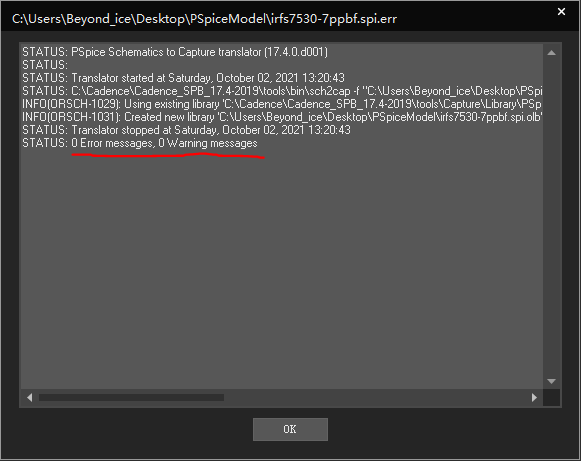 C:\Users\Beyond_ice\Desktop\PSpiceModel\irfs7530-7ppbf.spi.err
STATUS: PSpice Schematics to Capture translator (17.4.0.d001)
STATUS:
STATUS: Translator started at Saturday, October 02, 2021 13:20:43
STATUS: C:\Cadence\Cadence_SPB_17.4-2019\tools\bin\sch2cap -f "C:\Users\Beyond_ice\Desktop\PSpi
INFO(ORSCH-1029): Using existing library 'C:\Cadence\Cadence_SPB_17.4-2019\tools\Capture\Library\PSp
INFO(ORSCH-1031): Created new library 'C:\Users\Beyond_ice\Desktop\PSpiceModel\irfs7530-7ppbf.spi.olb'
STATUS: Translator stopped at Saturday, October 02, 2021 13:20:43
STATUS: 0 Error messages, 0 Warning messages
OK